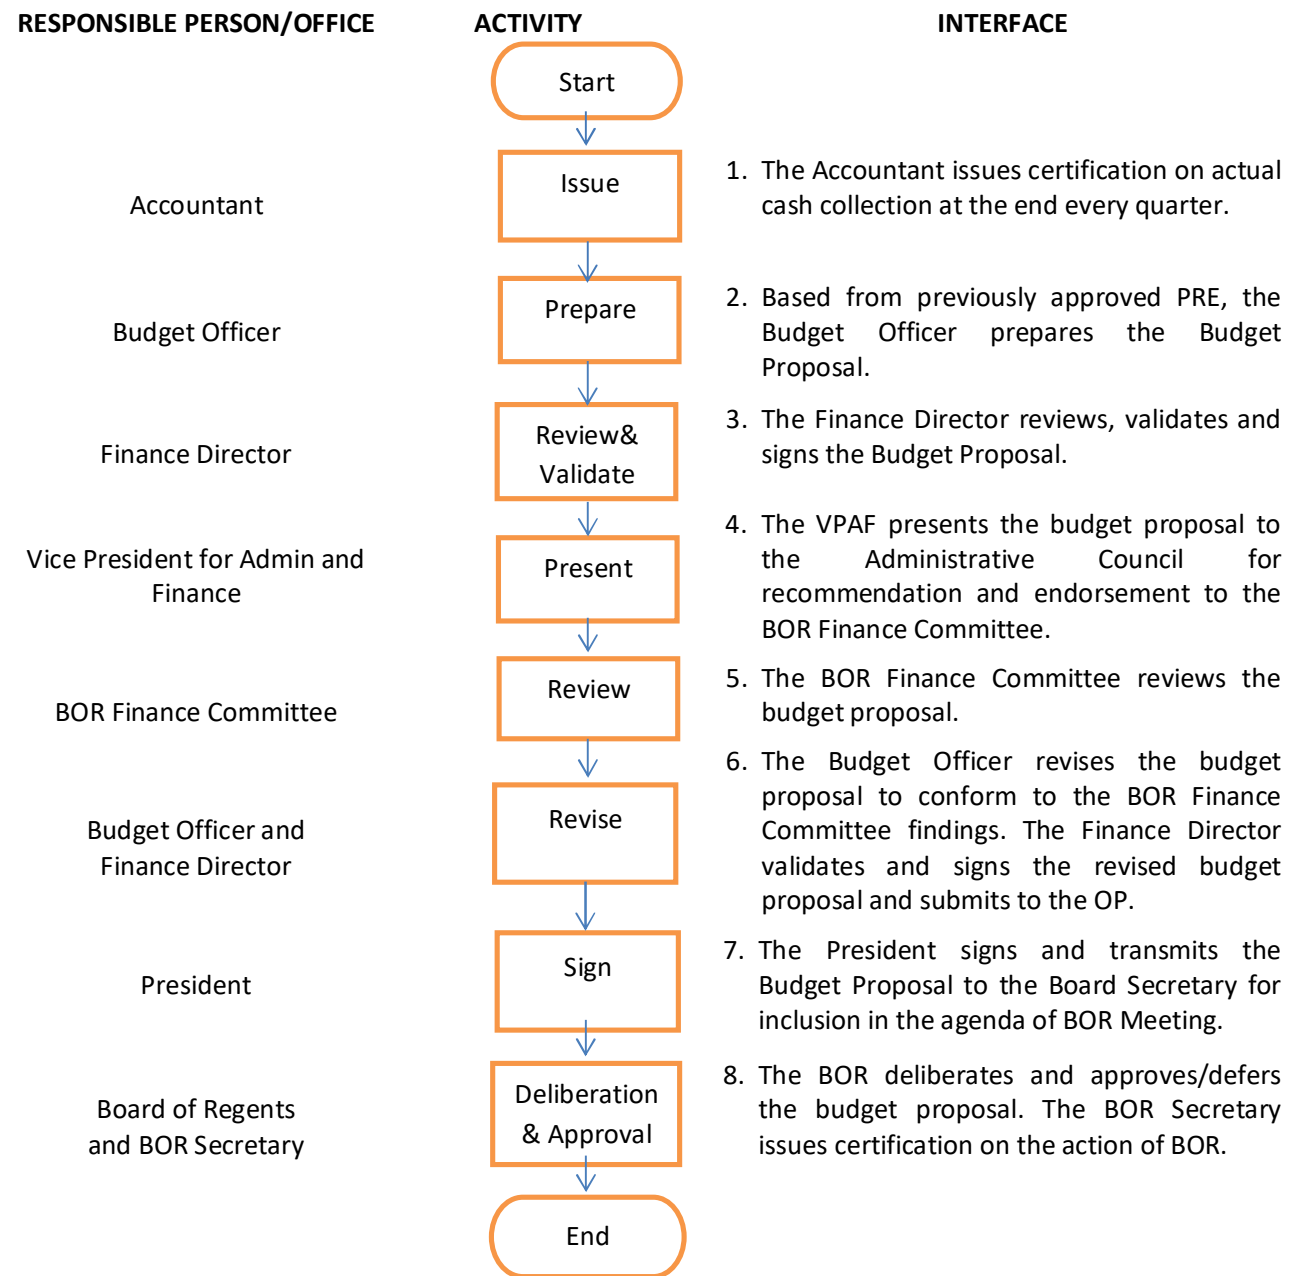 RESPONSIBLE PERSON/OFFICE ACTIVITY INTERFACE
Start
Accountant
Issue
1. The Accountant issues certification on actual
cash collection at the end every quarter.
Budget Officer
Prepare
2. Based from previously approved PRE, the
Budget Officer prepares the Budget
Proposal.
Finance Director
Review&
Validate
3. The Finance Director reviews, validates and
signs the Budget Proposal.
Vice President for Admin and
Finance
Present
4. The VPAF presents the budget proposal to
the Administrative Council for
recommendation and endorsement to the
BOR Finance Committee.
BOR Finance Committee
Review
5. The BOR Finance Committee reviews the
budget proposal.
Budget Officer and
Finance Director
Revise
6. The Budget Officer revises the budget
proposal to conform to the BOR Finance
Committee findings. The Finance Director
validates and signs the revised budget
proposal and submits to the OP.
President
Sign
7. The President signs and transmits the
Budget Proposal to the Board Secretary for
inclusion in the agenda of BOR Meeting.
Board of Regents
and BOR Secretary
Deliberation
& Approval
8. The BOR deliberates and approves/defers
the budget proposal. The BOR Secretary
issues certification on the action of BOR.
End